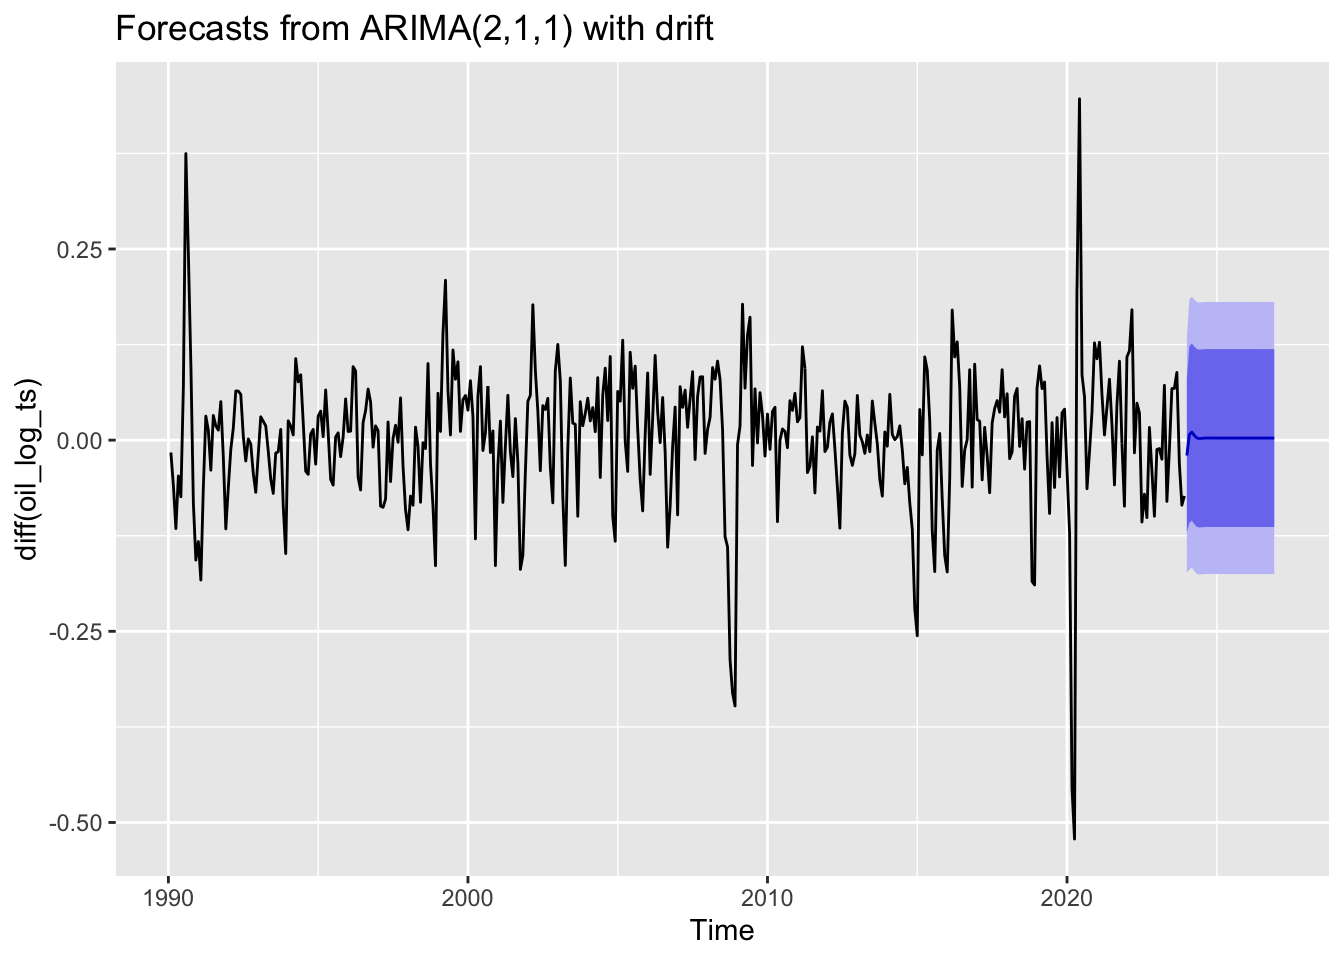 Forecasts from ARIMA(2,1,1) with drift
diff(oil_log_ts)
0.25
0.00
-0.25
-0.50
1990 2000 2010 2020
Time